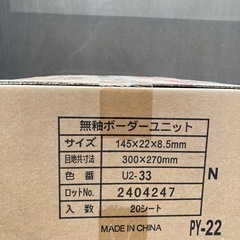 無釉ボーダーユニット
サイズ 145×22×8.5mm
目地共寸法 300×270mm
色番 U2-33 N
ロットNo. 2404247
入数 20シート
MADE IN CHINA PY-22